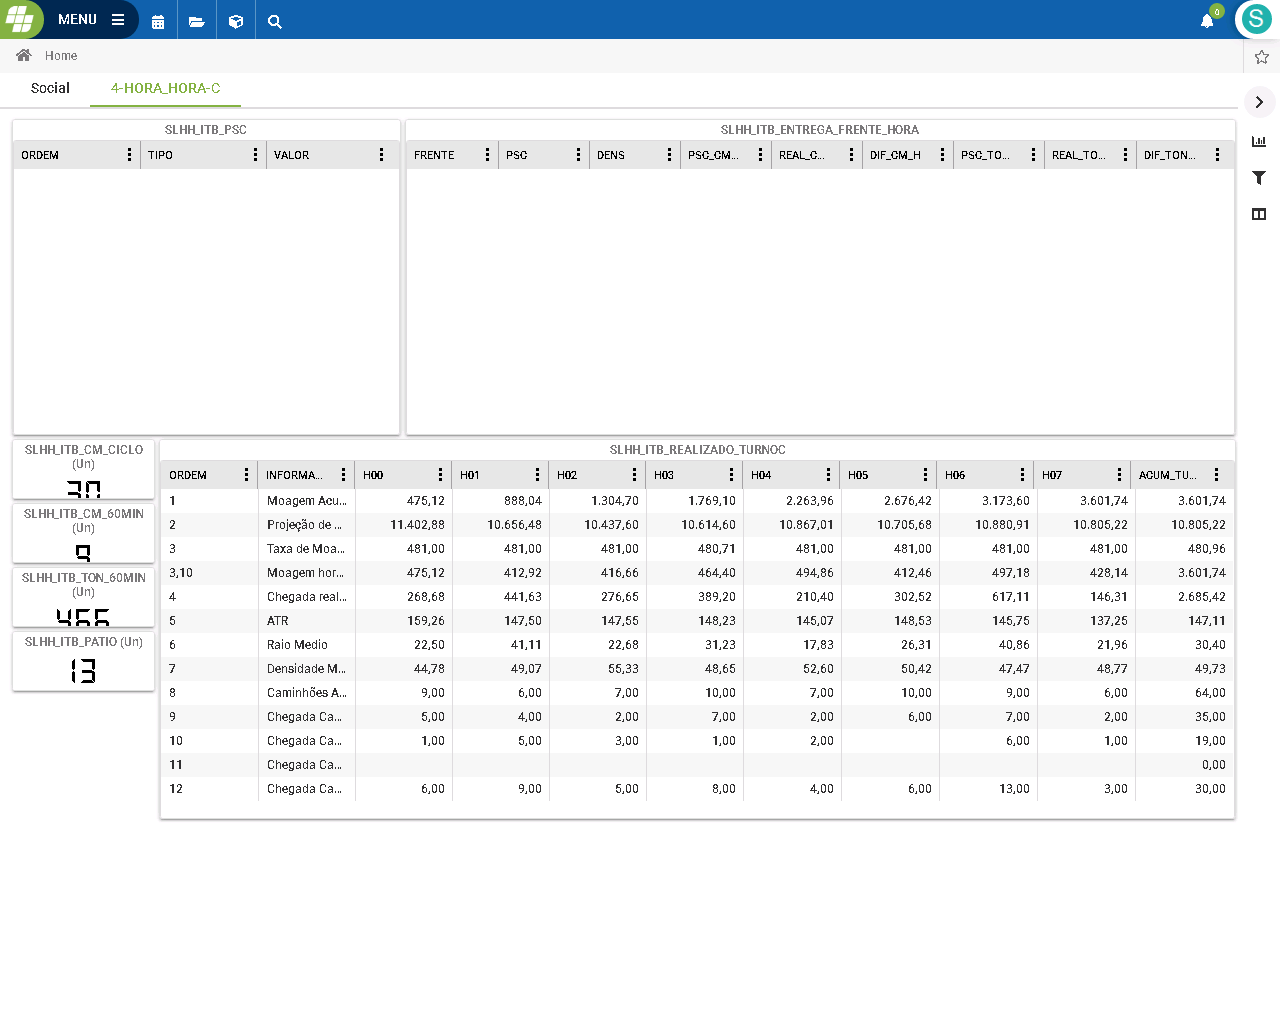 MENU
0
S
Home
Social
4-HORA_HORA-C
SLHH_ITB_PSC
ORDEM TIPO VALOR
SLHH_ITB_ENTREGA_FRENTE_HORA
FRENTE PSC DENS PSC_CM... REAL_C... DIF_CM_H PSC_TO... REAL_TO... DIF_TON...
SLHH_ITB_CM_CICLO
(Un)
30
SLHH_ITB_CM_60MIN
(Un)
9
SLHH_ITB_TON_60MIN
(Un)
466
SLHH_ITB_PATIO (Un)
13
SLHH_ITB_REALIZADO_TURNOC
ORDEM INFORMA... H00 H01 H02 H03 H04 H05 H06 H07 ACUM_TU...
1 Moagem Acu... 475,12 888,04 1.304,70 1.769,10 2.263,96 2.676,42 3.173,60 3.601,74 3.601,74
2 Projeção de ... 11.402,88 10.656,48 10.437,60 10.614,60 10.867,01 10.705,68 10.880,91 10.805,22 10.805,22
3 Taxa de Moa... 481,00 481,00 481,00 480,71 481,00 481,00 481,00 481,00 480,96
3,10 Moagem hor... 475,12 412,92 416,66 464,40 494,86 412,46 497,18 428,14 3.601,74
4 Chegada real... 268,68 441,63 276,65 389,20 210,40 302,52 617,11 146,31 2.685,42
5 ATR 159,26 147,50 147,55 148,23 145,07 148,53 145,75 137,25 147,11
6 Raio Medio 22,50 41,11 22,68 31,23 17,83 26,31 40,86 21,96 30,40
7 Densidade M... 44,78 49,07 55,33 48,65 52,60 50,42 47,47 48,77 49,73
8 Caminhões A... 9,00 6,00 7,00 10,00 7,00 10,00 9,00 6,00 64,00
9 Chegada Ca... 5,00 4,00 2,00 7,00 2,00 6,00 7,00 2,00 35,00
10 Chegada Ca... 1,00 5,00 3,00 1,00 2,00 6,00 1,00 19,00
11 Chegada Ca... 0,00
12 Chegada Ca... 6,00 9,00 5,00 8,00 4,00 6,00 13,00 3,00 30,00